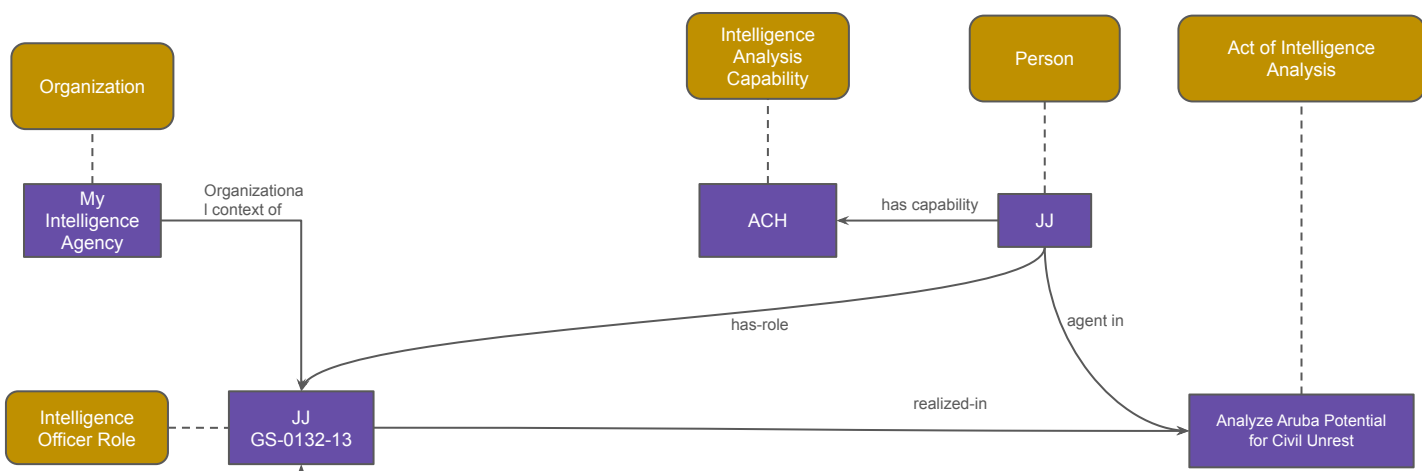 Organization
Intelligence
Analysis
Capability
Person
Act of Intelligence
Analysis
My
Intelligence
Agency
Organizationa
l context of
ACH
has capability
JJ
has-role
agent in
Intelligence
Officer Role
JJ
GS-0132-13
realized-in
Analyze Aruba Potential
for Civil Unrest